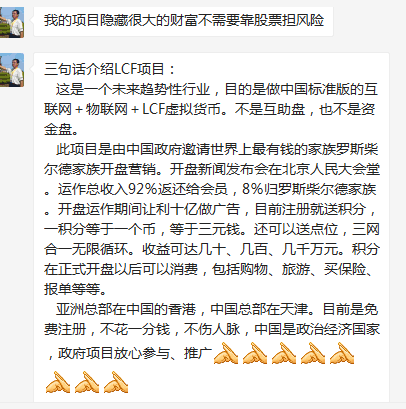 我的项目隐藏很大的财富不需要靠股票担风险
三句话介绍LCF项目：
这是一个未来趋势性行业，目的是做中国标准版的互
联网＋物联网＋LCF虚拟货币。不是互助盘，也不是资
金盘。
此项目是由中国政府邀请世界上最有钱的家族罗斯柴
尔德家族开盘营销。开盘新闻发布会在北京人民大会堂
。运作总收入92%返还给会员，8%归罗斯柴尔德家族
。开盘运作期间让利十亿做广告，目前注册就送积分，
一积分等于一个币，等于三元钱。还可以送点位，三网
合一无限循环。收益可达几十、几百、几千万元。积分
在正式开盘以后可以消费，包括购物、旅游、买保险、
报单等等。
亚洲总部在中国的香港，中国总部在天津。目前是免
费注册，不花一分钱，不伤人脉，中国是政治经济国家
，政府项目放心参与、推广